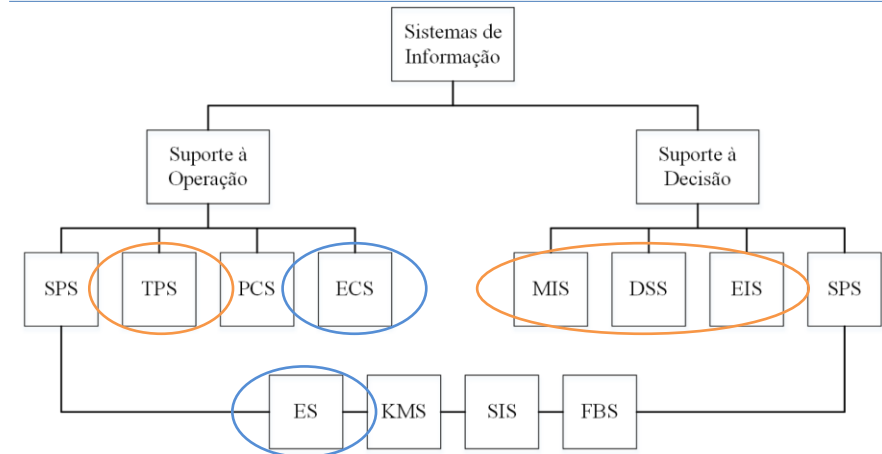 Sistemas de
Informação
Suporte à
Operação
Suporte à
Decisão
SPS
TPS
PCS
ECS
MIS
DSS
EIS
SPS
ES
KMS
SIS
FBS